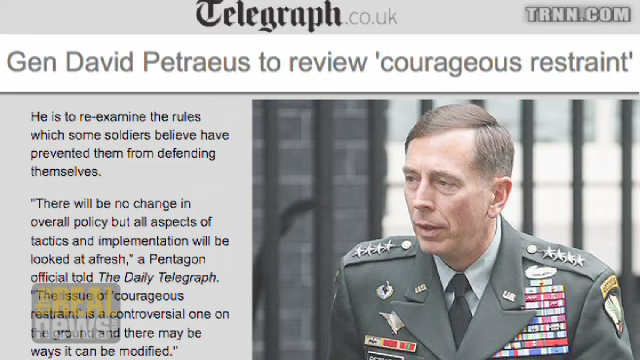 Telegraph.co.uk
TRNN.COM
Gen David Petraeus to review 'courageous restraint'
He is to re-examine the rules
which some soldiers believe have
prevented them from defending
themselves.
"There will be no change in
overall policy but all aspects of
tactics and implementation will be
looked at afresh," a Pentagon
official told The Daily Telegraph.
"The issue of 'courageous
restraint' is a controversial one on
the ground and there may be
ways it can be modified."
the REAL
news